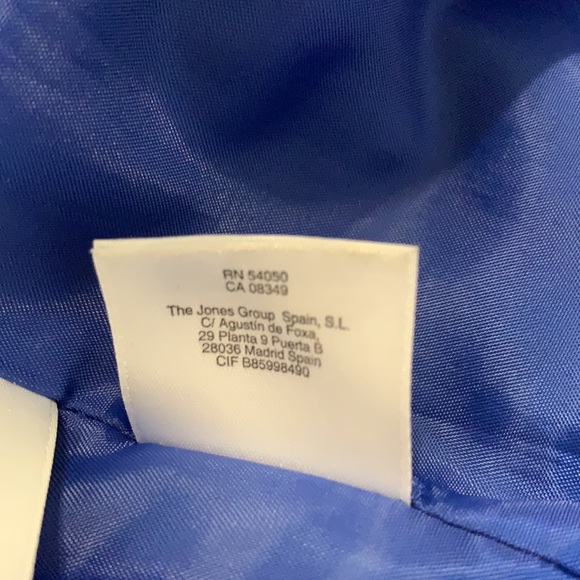 RN 54050
CA 08349
The Jones Group Spain, S.L.
C/ Agustín de Foxa,
29 Planta 9 Puerta B
28036 Madrid Spain
CIF B85998490